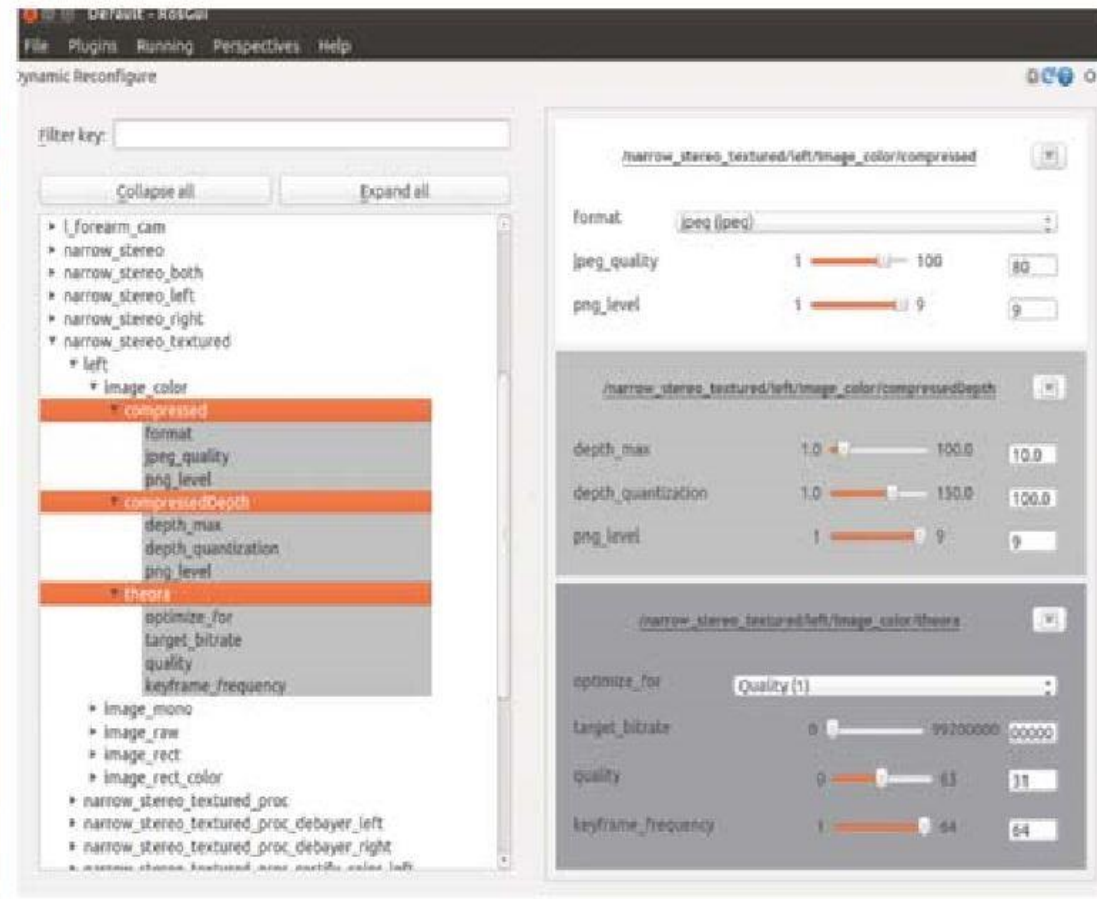 Default - RosGui
File Plugins Running Perspectives Help
Dynamic Reconfigure
Filter key:
Collapse all Expand all
l_forearm_cam
narrow_stereo
narrow_stereo_both
narrow_stereo_left
narrow_stereo_right
narrow_stereo_textured
left
image_color
compressed
format
jpeg_quality
png_level
compressedDepth
depth_max
depth_quantization
png_level
theora
optimize_for
target_bitrate
quality
keyframe_frequency
image_mono
image_raw
image_rect
image_rect_color
narrow_stereo_textured_proc
narrow_stereo_textured_proc_debayer_left
narrow_stereo_textured_proc_debayer_right
narrow_stereo_textured_proc_rectify_color_left
/narrow_stereo_textured/left/image_color/compressed
format jpeg (jpeg)
jpeg_quality 1 100 80
png_level 1 9 9
/narrow_stereo_textured/left/image_color/compressedDepth
depth_max 1.0 100.0 10.0
depth_quantization 1.0 150.0 100.0
png_level 1 9 9
/narrow_stereo_textured/left/image_color/theora
optimize_for Quality (1)
target_bitrate 0 99200000 00000
quality 0 63 31
keyframe_frequency 1 64 64